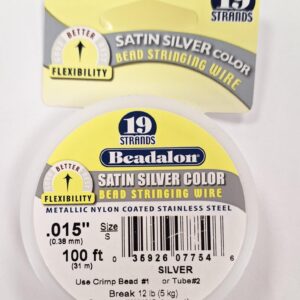 19
STRANDS
BETTER
FLEXIBILITY
SATIN SILVER COLOR
BEAD STRINGING WIRE
19
STRANDS
Beadalon
BETTER
FLEXIBILITY
SATIN SILVER COLOR
BEAD STRINGING WIRE
METALLIC NYLON COATED STAINLESS STEEL
.015"
(0.38 mm)
Size
S
100 ft
(31 m)
0 35926 07754 6
SILVER
Use Crimp Bead #1 or Tube#2
Break 12 lb (5 kg)